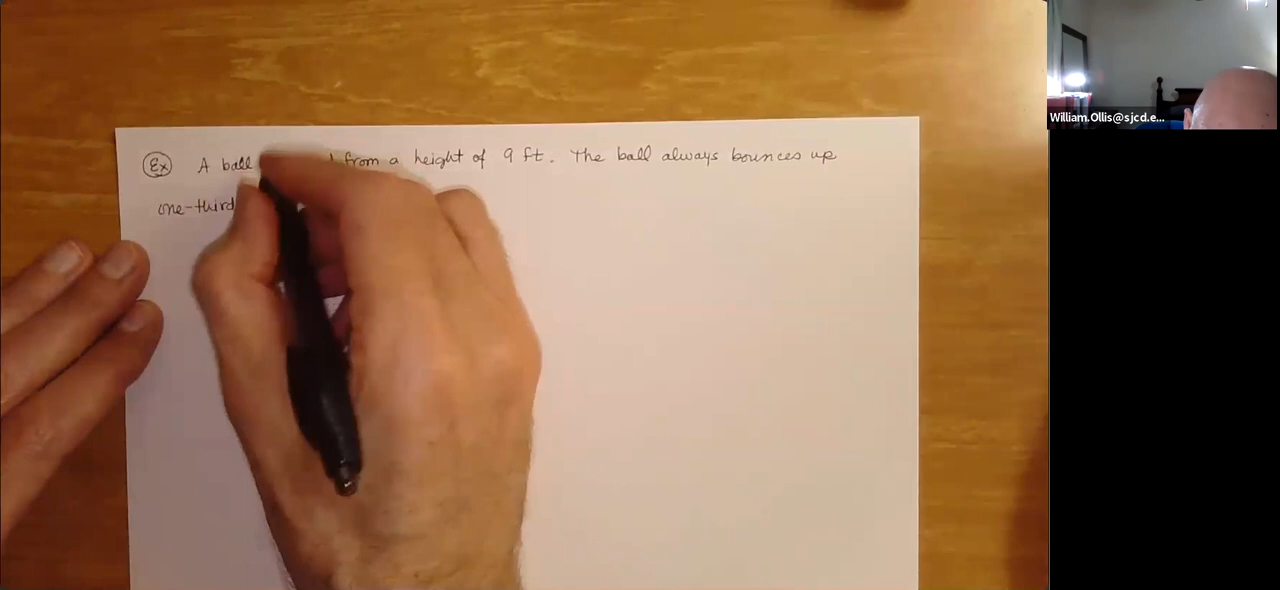 Ex A ball from a height of 9 ft. The ball always bounces up
one-third
William.Ollis@sjcd.e...